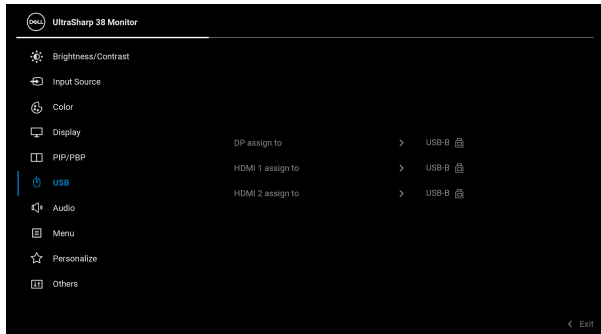 DELL UltraSharp 38 Monitor
Brightness/Contrast
Input Source
Color
Display
DP assign to > USB-B
PIP/PBP
HDMI 1 assign to > USB-B
USB
HDMI 2 assign to > USB-B
Audio
Menu
Personalize
Others
< Exit